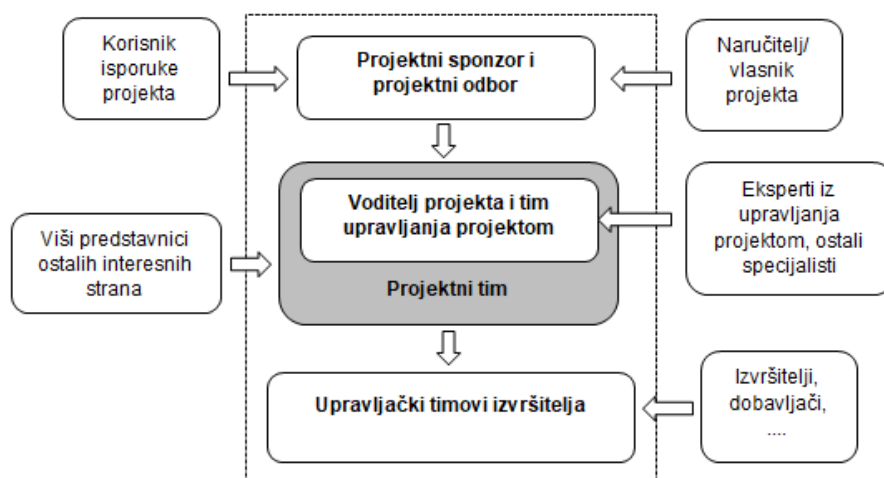 Korisnik
isporuke
projekta
Projektni sponzor i
projektni odbor
Naručitelj/
vlasnik
projekta
Voditelj projekta i tim
upravljanja projektom
Projektni tim
Eksperti iz
upravljanja
projektom, ostali
specijalisti
Viši predstavnici
ostalih interesnih
strana
Upravljački timovi izvršitelja
Izvršitelji,
dobavljači,
....